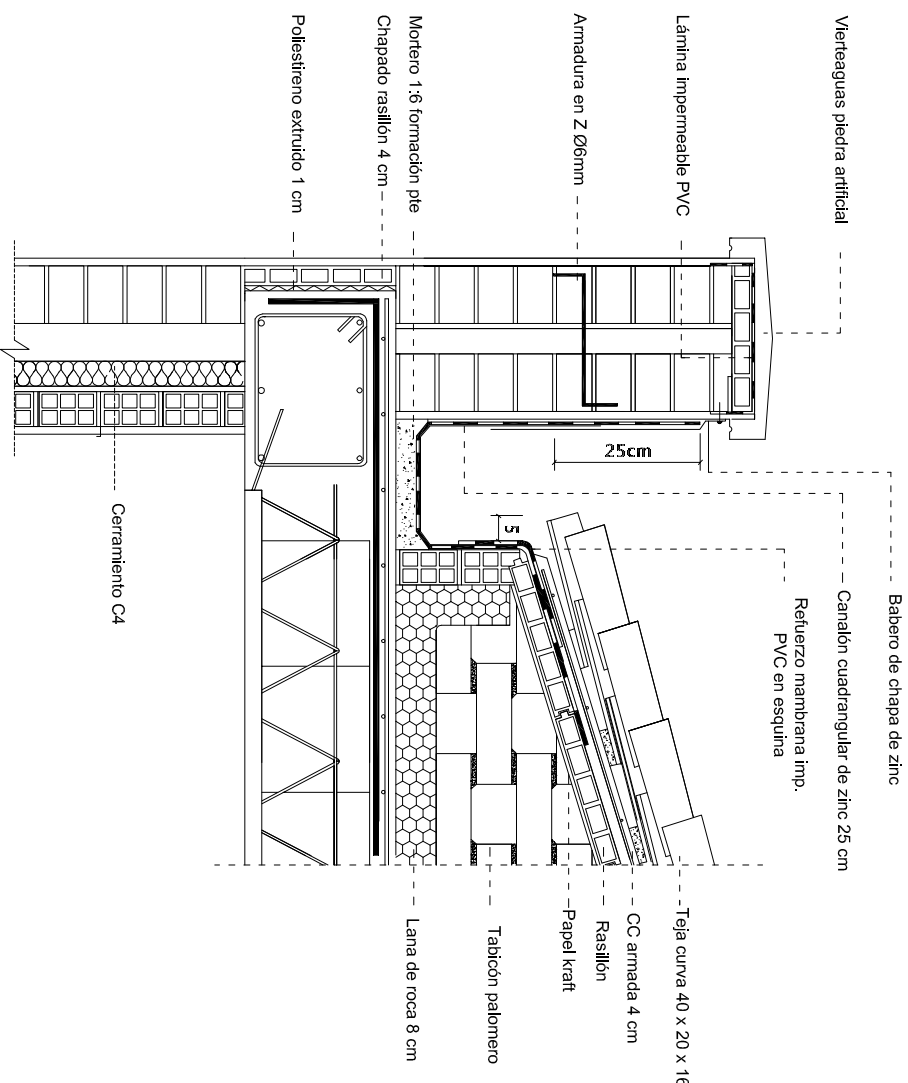 Vierteaguas piedra artificial
Lámina impermeable PVC
Armadura en Z Ø6mm
Mortero 1:6 formación pte
Chapado rasillón 4 cm
Poliestireno extruido 1 cm
Babero de chapa de zinc
Canalón cuadrangular de zinc 25 cm
Refuerzo mambrana imp.
PVC en esquina
25cm
5
Cerramiento C4
Teja curva 40 x 20 x 16
CC armada 4 cm
Rasillón
Papel kraft
Tabicón palomero
Lana de roca 8 cm